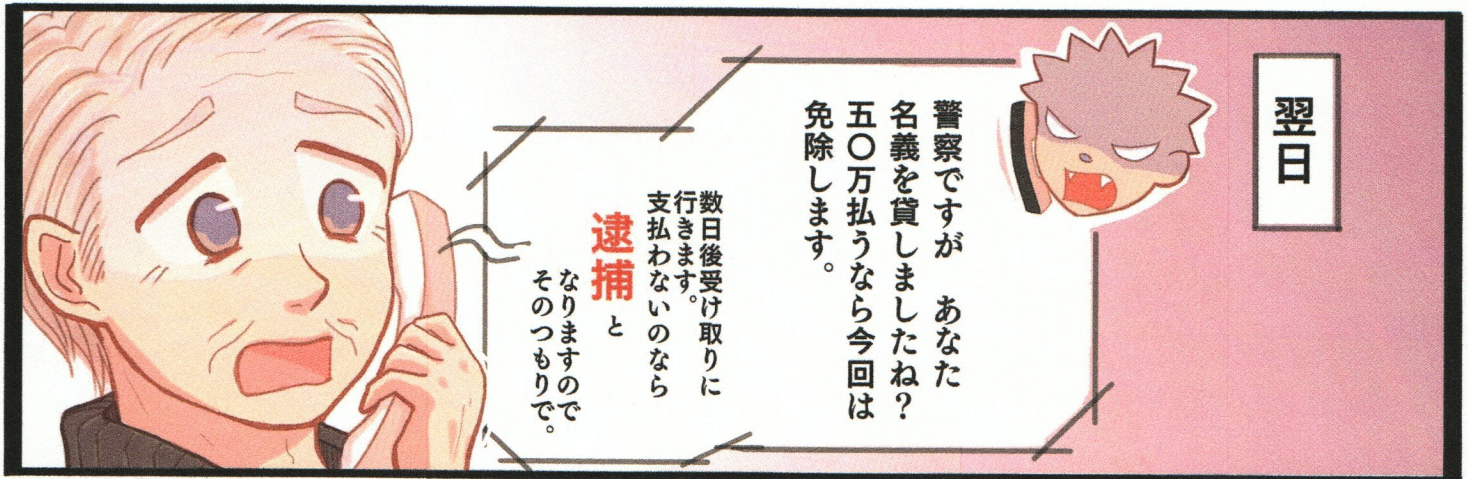 翌日
警察ですが　あなた
名義を貸しましたね？
五〇万払うなら今回は
免除します。
数日後受け取りに
行きます。
支払わないのなら
逮捕と
なりますので
そのつもりで。